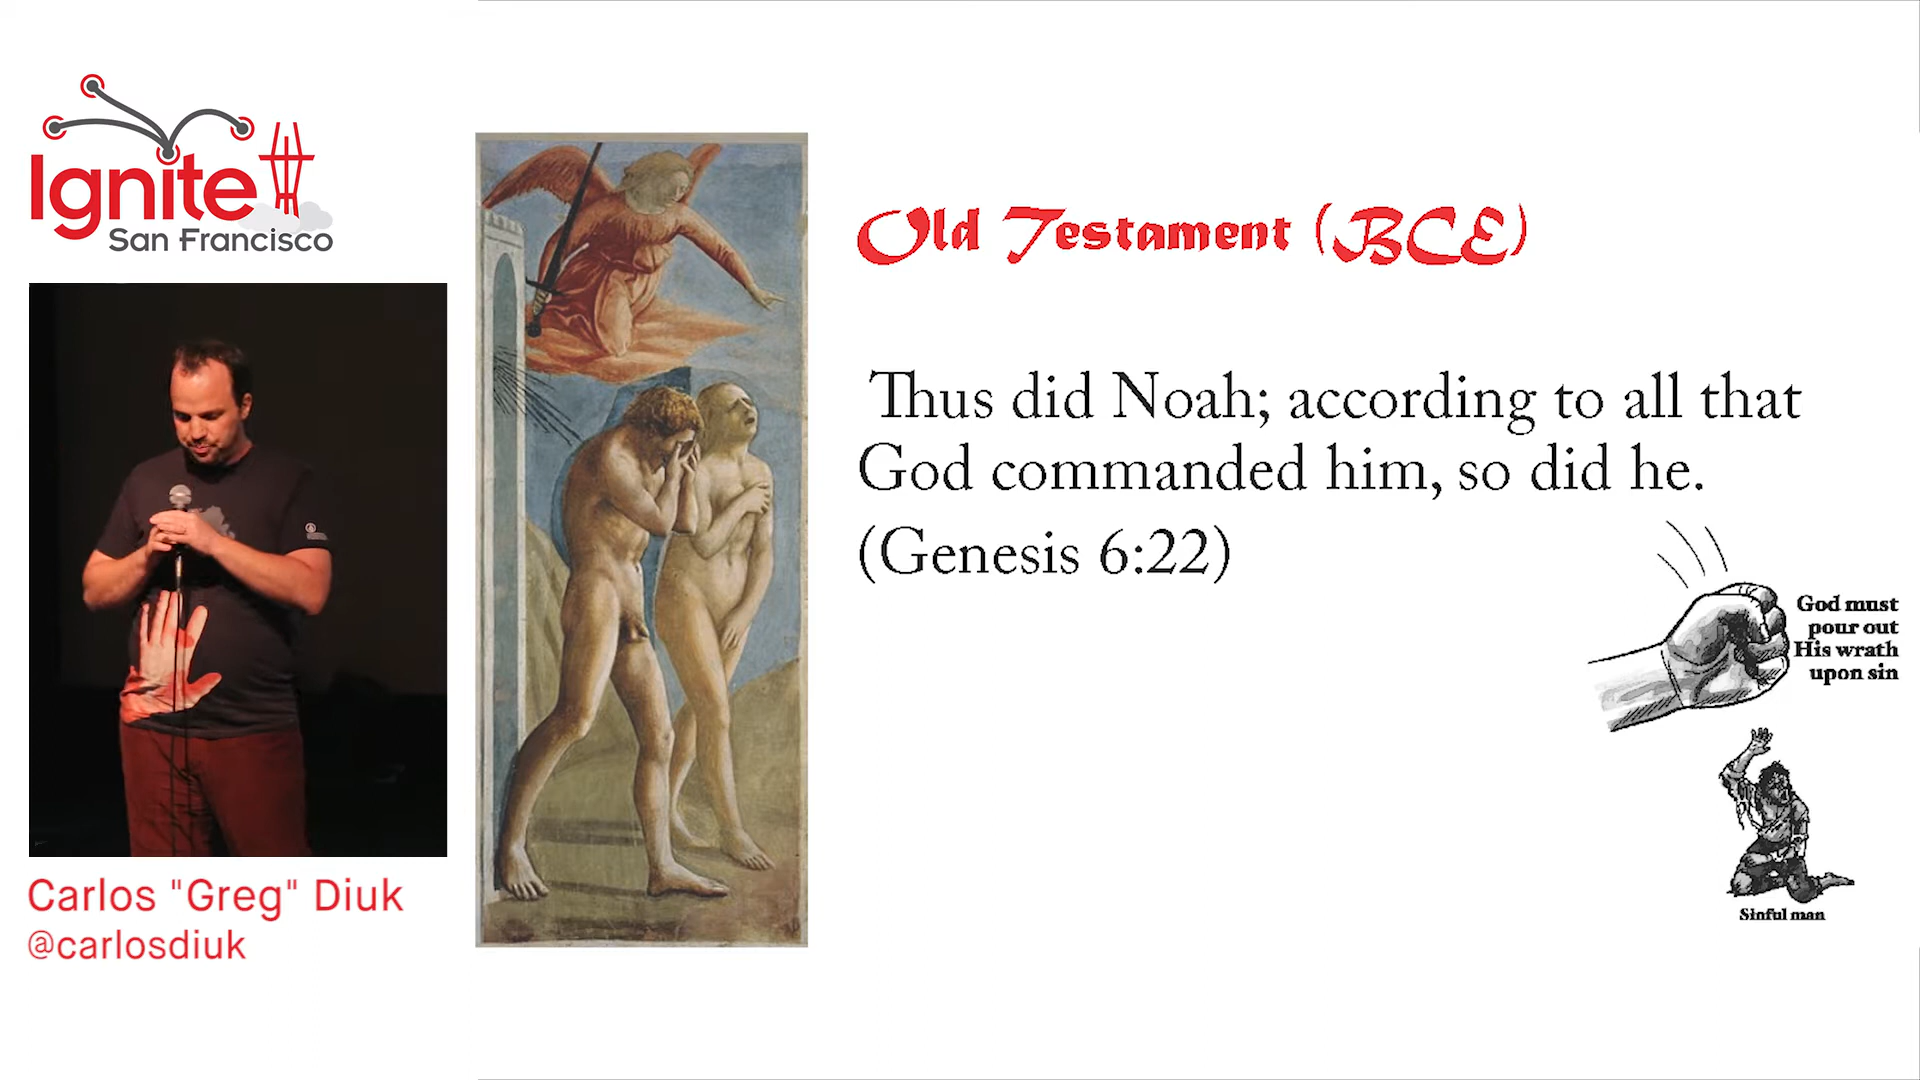 Ignite
San Francisco
Carlos "Greg" Diuk
@carlosdiuk
Old Testament (BCE)
Thus did Noah; according to all that
God commanded him, so did he.
(Genesis 6:22)
God must
pour out
His wrath
upon sin
Sinful man